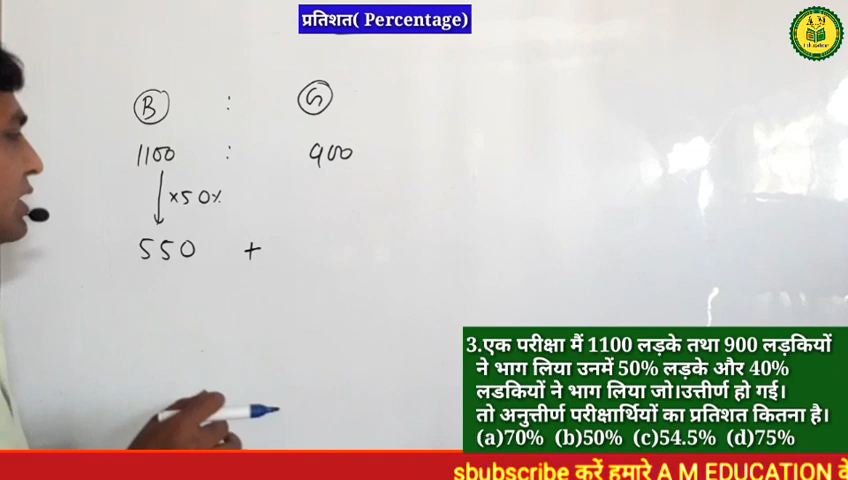 प्रतिशत( Percentage)
B : G
1100 : 900
×50%
550 +
3.एक परीक्षा मैं 1100 लड़के तथा 900 लड़कियों
ने भाग लिया उनमें 50% लड़के और 40%
लडकियों ने भाग लिया जो।उत्तीर्ण हो गई।
तो अनुत्तीर्ण परीक्षार्थियों का प्रतिशत कितना है।
(a)70% (b)50% (c)54.5% (d)75%
sbubscribe करें हमारे A M EDUCATION के